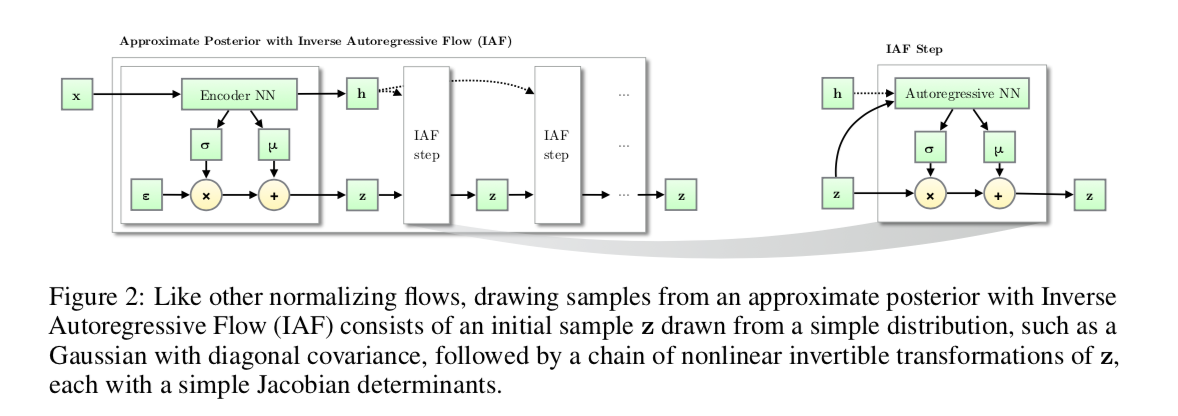 Approximate Posterior with Inverse Autoregressive Flow (IAF)
IAF Step
x
Encoder NN
h
...
h
Autoregressive NN
σ
μ
IAF
step
IAF
step
...
σ
μ
ε
×
+
z
z
...
z
z
×
+
z
Figure 2: Like other normalizing flows, drawing samples from an approximate posterior with Inverse
Autoregressive Flow (IAF) consists of an initial sample z drawn from a simple distribution, such as a
Gaussian with diagonal covariance, followed by a chain of nonlinear invertible transformations of z,
each with a simple Jacobian determinants.